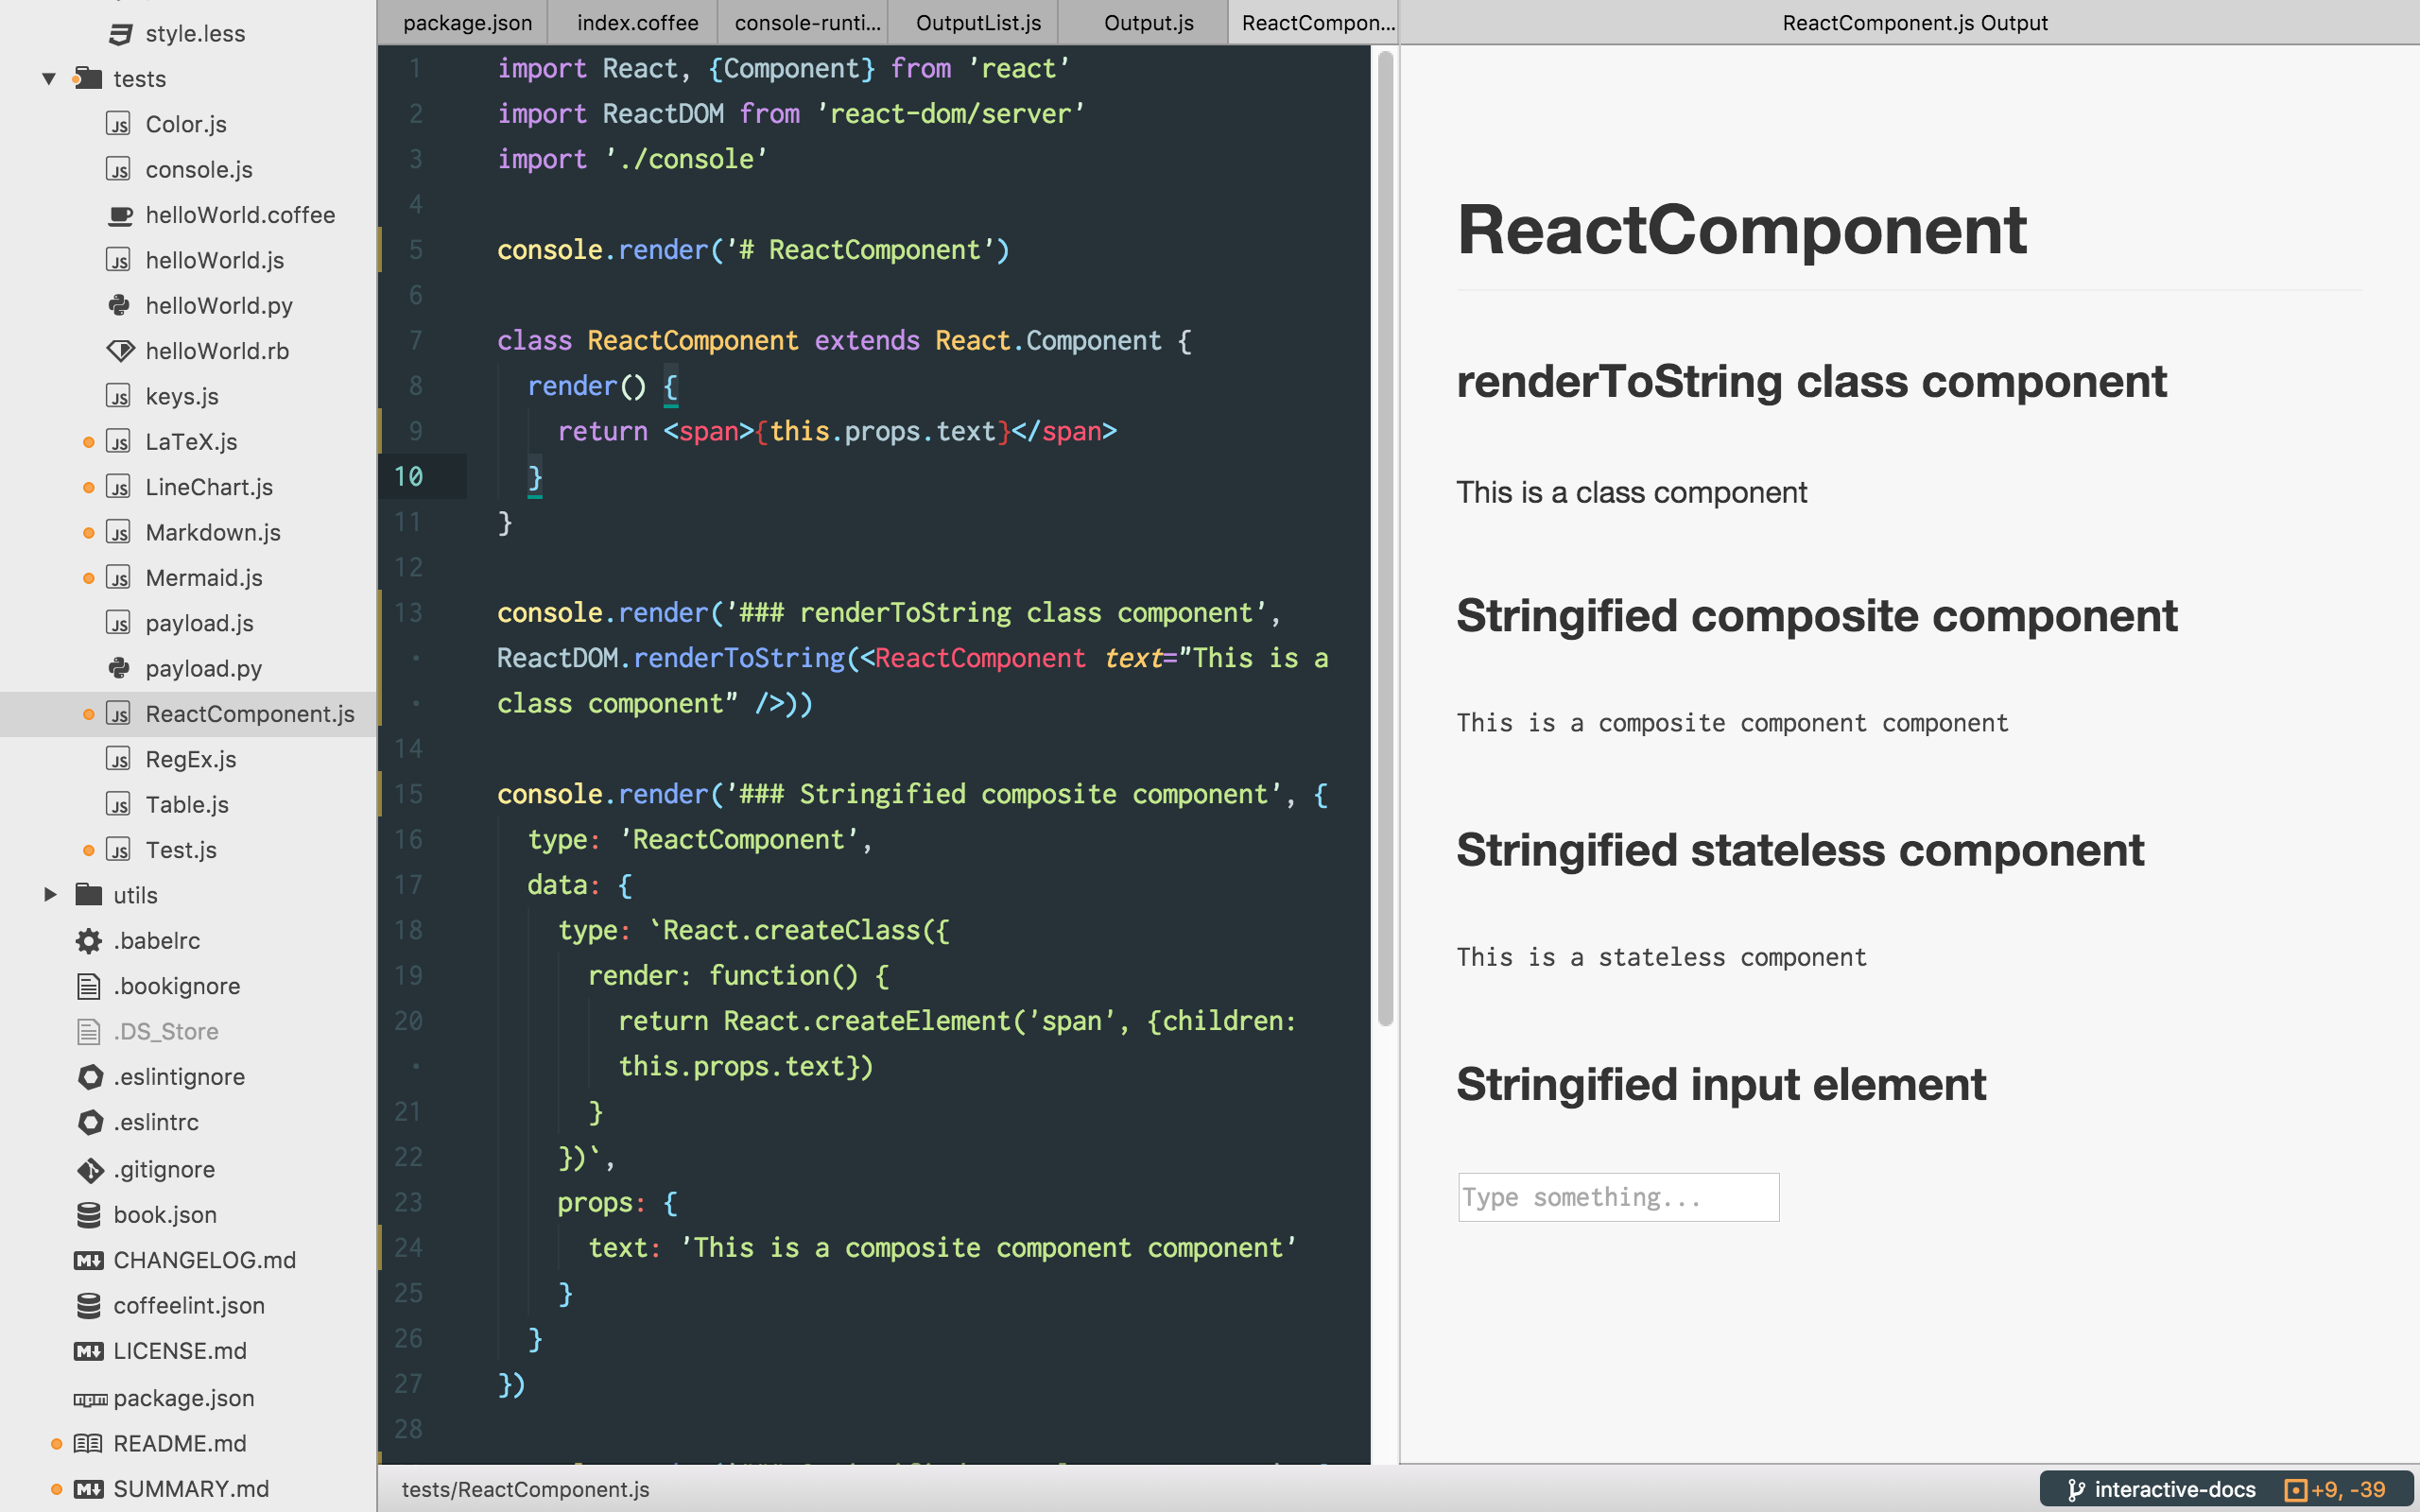 style.less
tests
Color.js
console.js
helloWorld.coffee
helloWorld.js
helloWorld.py
helloWorld.rb
keys.js
LaTeX.js
LineChart.js
Markdown.js
Mermaid.js
payload.js
payload.py
ReactComponent.js
RegEx.js
Table.js
Test.js
utils
.babelrc
.bookignore
.DS_Store
.eslintignore
.eslintrc
.gitignore
book.json
CHANGELOG.md
coffeelint.json
LICENSE.md
package.json
README.md
SUMMARY.md
package.json index.coffee console-runti... OutputList.js Output.js ReactCompon...
1 import React, {Component} from 'react'
2 import ReactDOM from 'react-dom/server'
3 import './console'
4
5 console.render('# ReactComponent')
6
7 class ReactComponent extends React.Component {
8 render() {
9 return <span>{this.props.text}</span>
10 }
11 }
12
13 console.render('### renderToString class component',
• ReactDOM.renderToString(<ReactComponent text="This is a
• class component" />))
14
15 console.render('### Stringified composite component', {
16 type: 'ReactComponent',
17 data: {
18 type: `React.createClass({
19 render: function() {
20 return React.createElement('span', {children:
• this.props.text})
21 }
22 })`,
23 props: {
24 text: 'This is a composite component component'
25 }
26 }
27 })
28
tests/ReactComponent.js
ReactComponent.js Output
ReactComponent
renderToString class component
This is a class component
Stringified composite component
This is a composite component component
Stringified stateless component
This is a stateless component
Stringified input element
Type something...
interactive-docs +9, -39